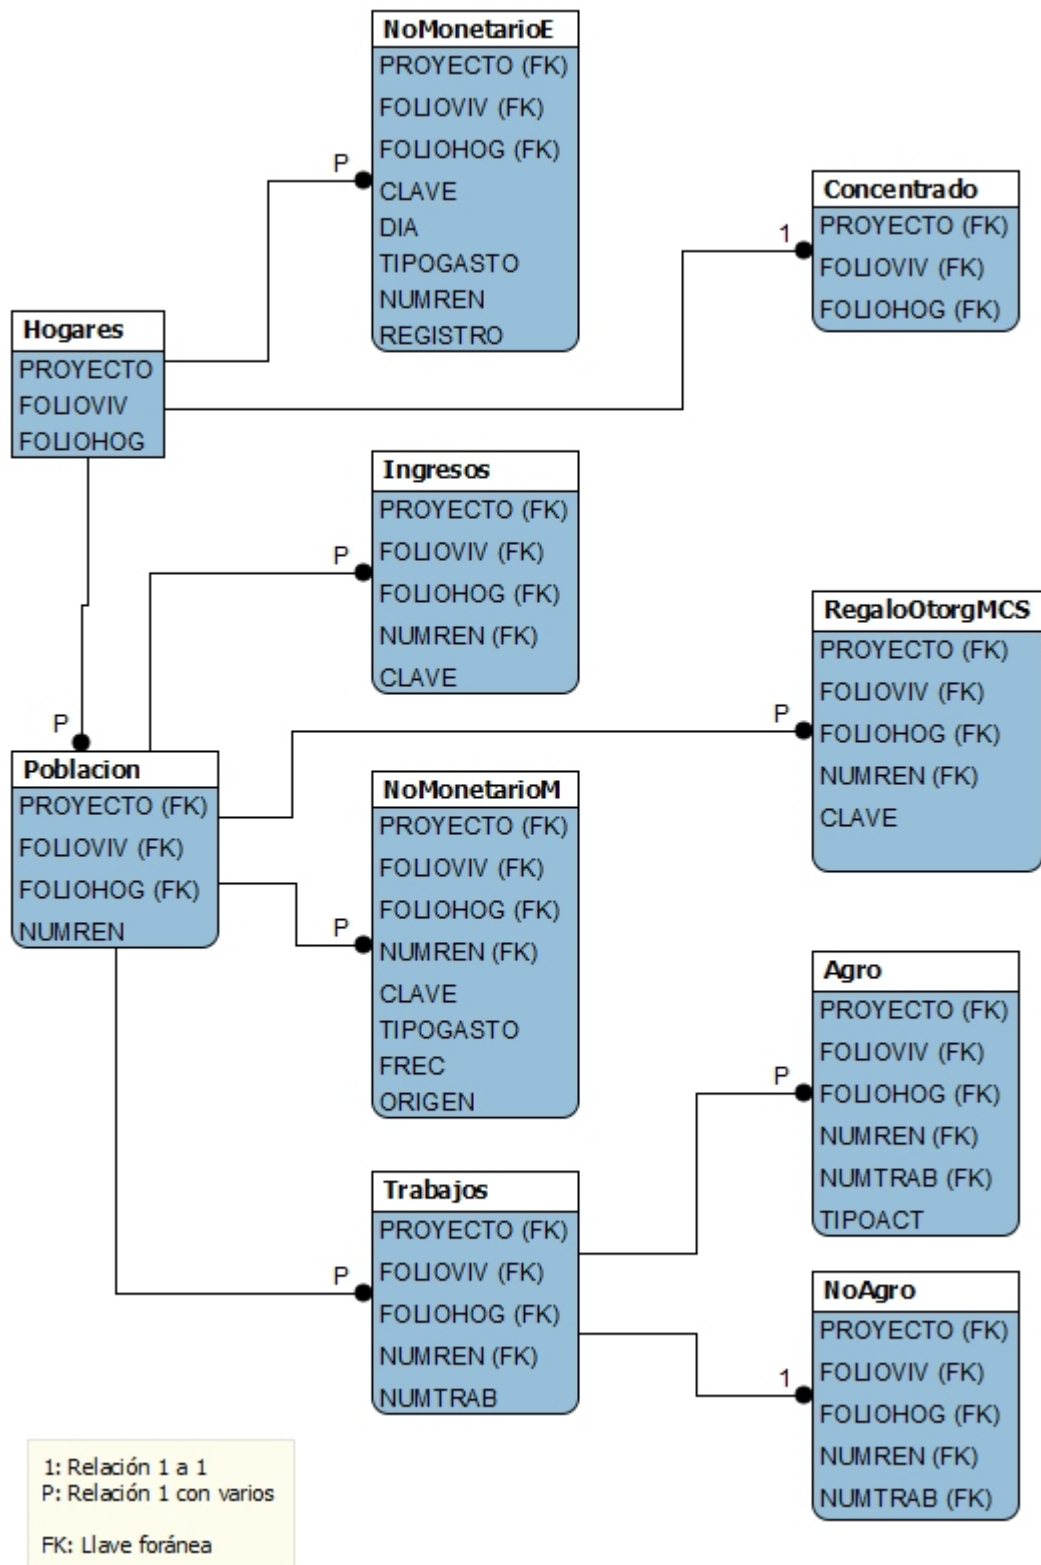 NoMonetarioE
PROYECTO (FK)
FOLIOVIV (FK)
FOLIOHOG (FK)
CLAVE
DIA
TIPOGASTO
NUMREN
REGISTRO
P
Concentrado
PROYECTO (FK)
FOLIOVIV (FK)
FOLIOHOG (FK)
1
Hogares
PROYECTO
FOLIOVIV
FOLIOHOG
Ingresos
PROYECTO (FK)
FOLIOVIV (FK)
FOLIOHOG (FK)
NUMREN (FK)
CLAVE
P
RegaloOtorgMCS
PROYECTO (FK)
FOLIOVIV (FK)
FOLIOHOG (FK)
NUMREN (FK)
CLAVE
P
P
Poblacion
PROYECTO (FK)
FOLIOVIV (FK)
FOLIOHOG (FK)
NUMREN
NoMonetarioM
PROYECTO (FK)
FOLIOVIV (FK)
FOLIOHOG (FK)
NUMREN (FK)
CLAVE
TIPOGASTO
FREC
ORIGEN
P
Agro
PROYECTO (FK)
FOLIOVIV (FK)
FOLIOHOG (FK)
NUMREN (FK)
NUMTRAB (FK)
TIPOACT
P
Trabajos
PROYECTO (FK)
FOLIOVIV (FK)
FOLIOHOG (FK)
NUMREN (FK)
NUMTRAB
P
NoAgro
PROYECTO (FK)
FOLIOVIV (FK)
FOLIOHOG (FK)
NUMREN (FK)
NUMTRAB (FK)
1
1: Relación 1 a 1
P: Relación 1 con varios
FK: Llave foránea